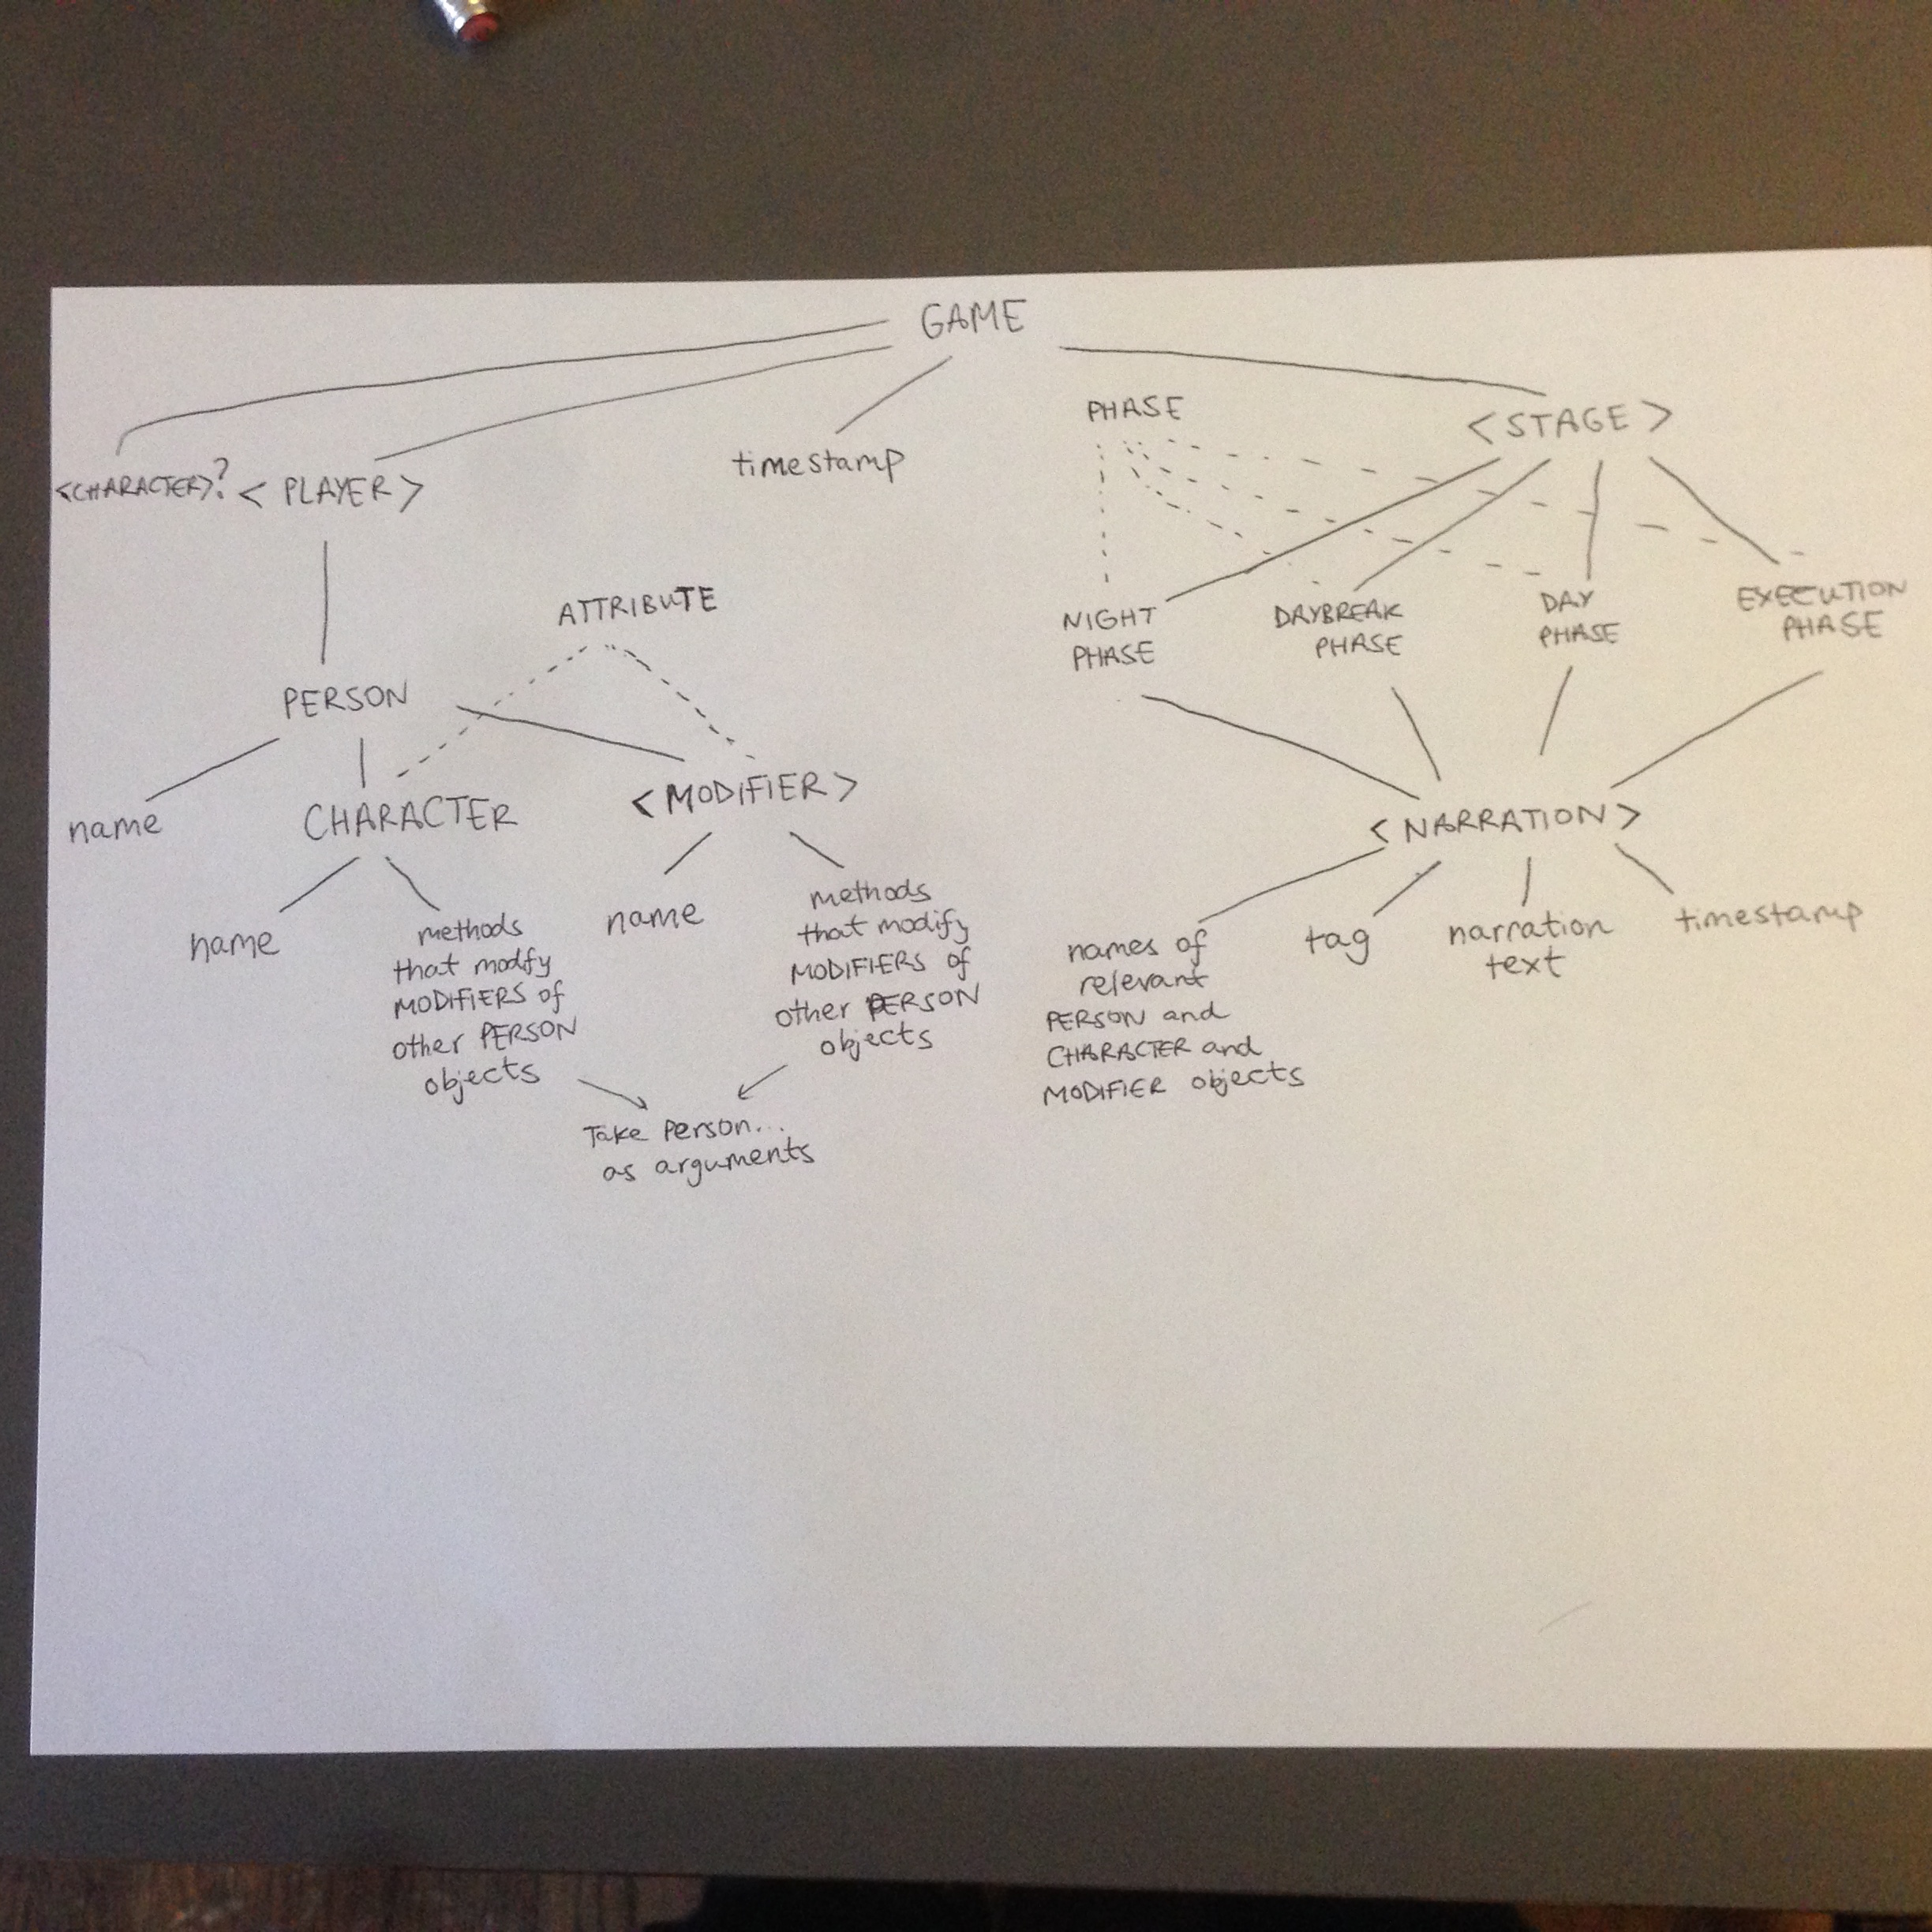 GAME
PHASE
<STAGE>
<CHARACTER>?
<PLAYER>
timestamp
ATTRIBUTE
NIGHT
PHASE
DAYBREAK
PHASE
DAY
PHASE
EXECUTION
PHASE
PERSON
name
CHARACTER
<MODIFIER>
<NARRATION>
name
methods
that modfy
MODIFIERS of
other PERSON
objects
name
methods
that modify
MODIFIERS of
other PERSON
objects
Take Person...
as arguments
names of
relevant
PERSON and
CHARACTER and
MODIFIER objects
tag
narration
text
timestamp